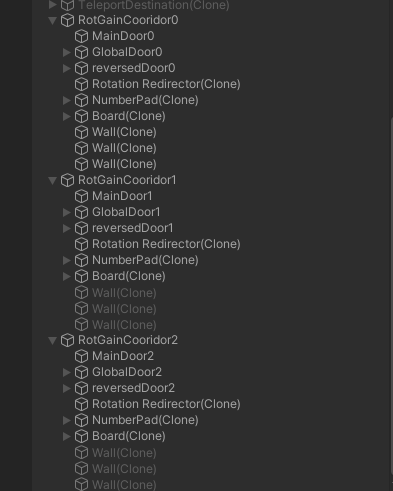 TeleportDestination(Clone)
RotGainCooridor0
MainDoor0
GlobalDoor0
reversedDoor0
Rotation Redirector(Clone)
NumberPad(Clone)
Board(Clone)
Wall(Clone)
Wall(Clone)
Wall(Clone)
RotGainCooridor1
MainDoor1
GlobalDoor1
reversedDoor1
Rotation Redirector(Clone)
NumberPad(Clone)
Board(Clone)
Wall(Clone)
Wall(Clone)
Wall(Clone)
RotGainCooridor2
MainDoor2
GlobalDoor2
reversedDoor2
Rotation Redirector(Clone)
NumberPad(Clone)
Board(Clone)
Wall(Clone)
Wall(Clone)
Wall(Clone)